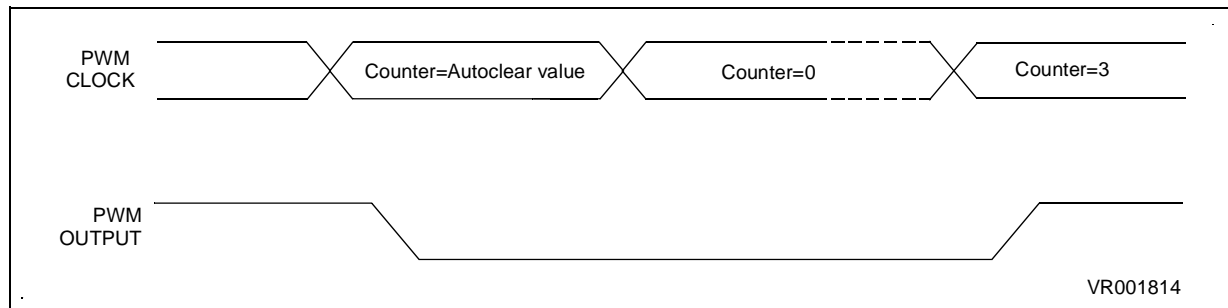 PWM
CLOCK
Counter=Autoclear value
Counter=0
Counter=3
PWM
OUTPUT
VR001814